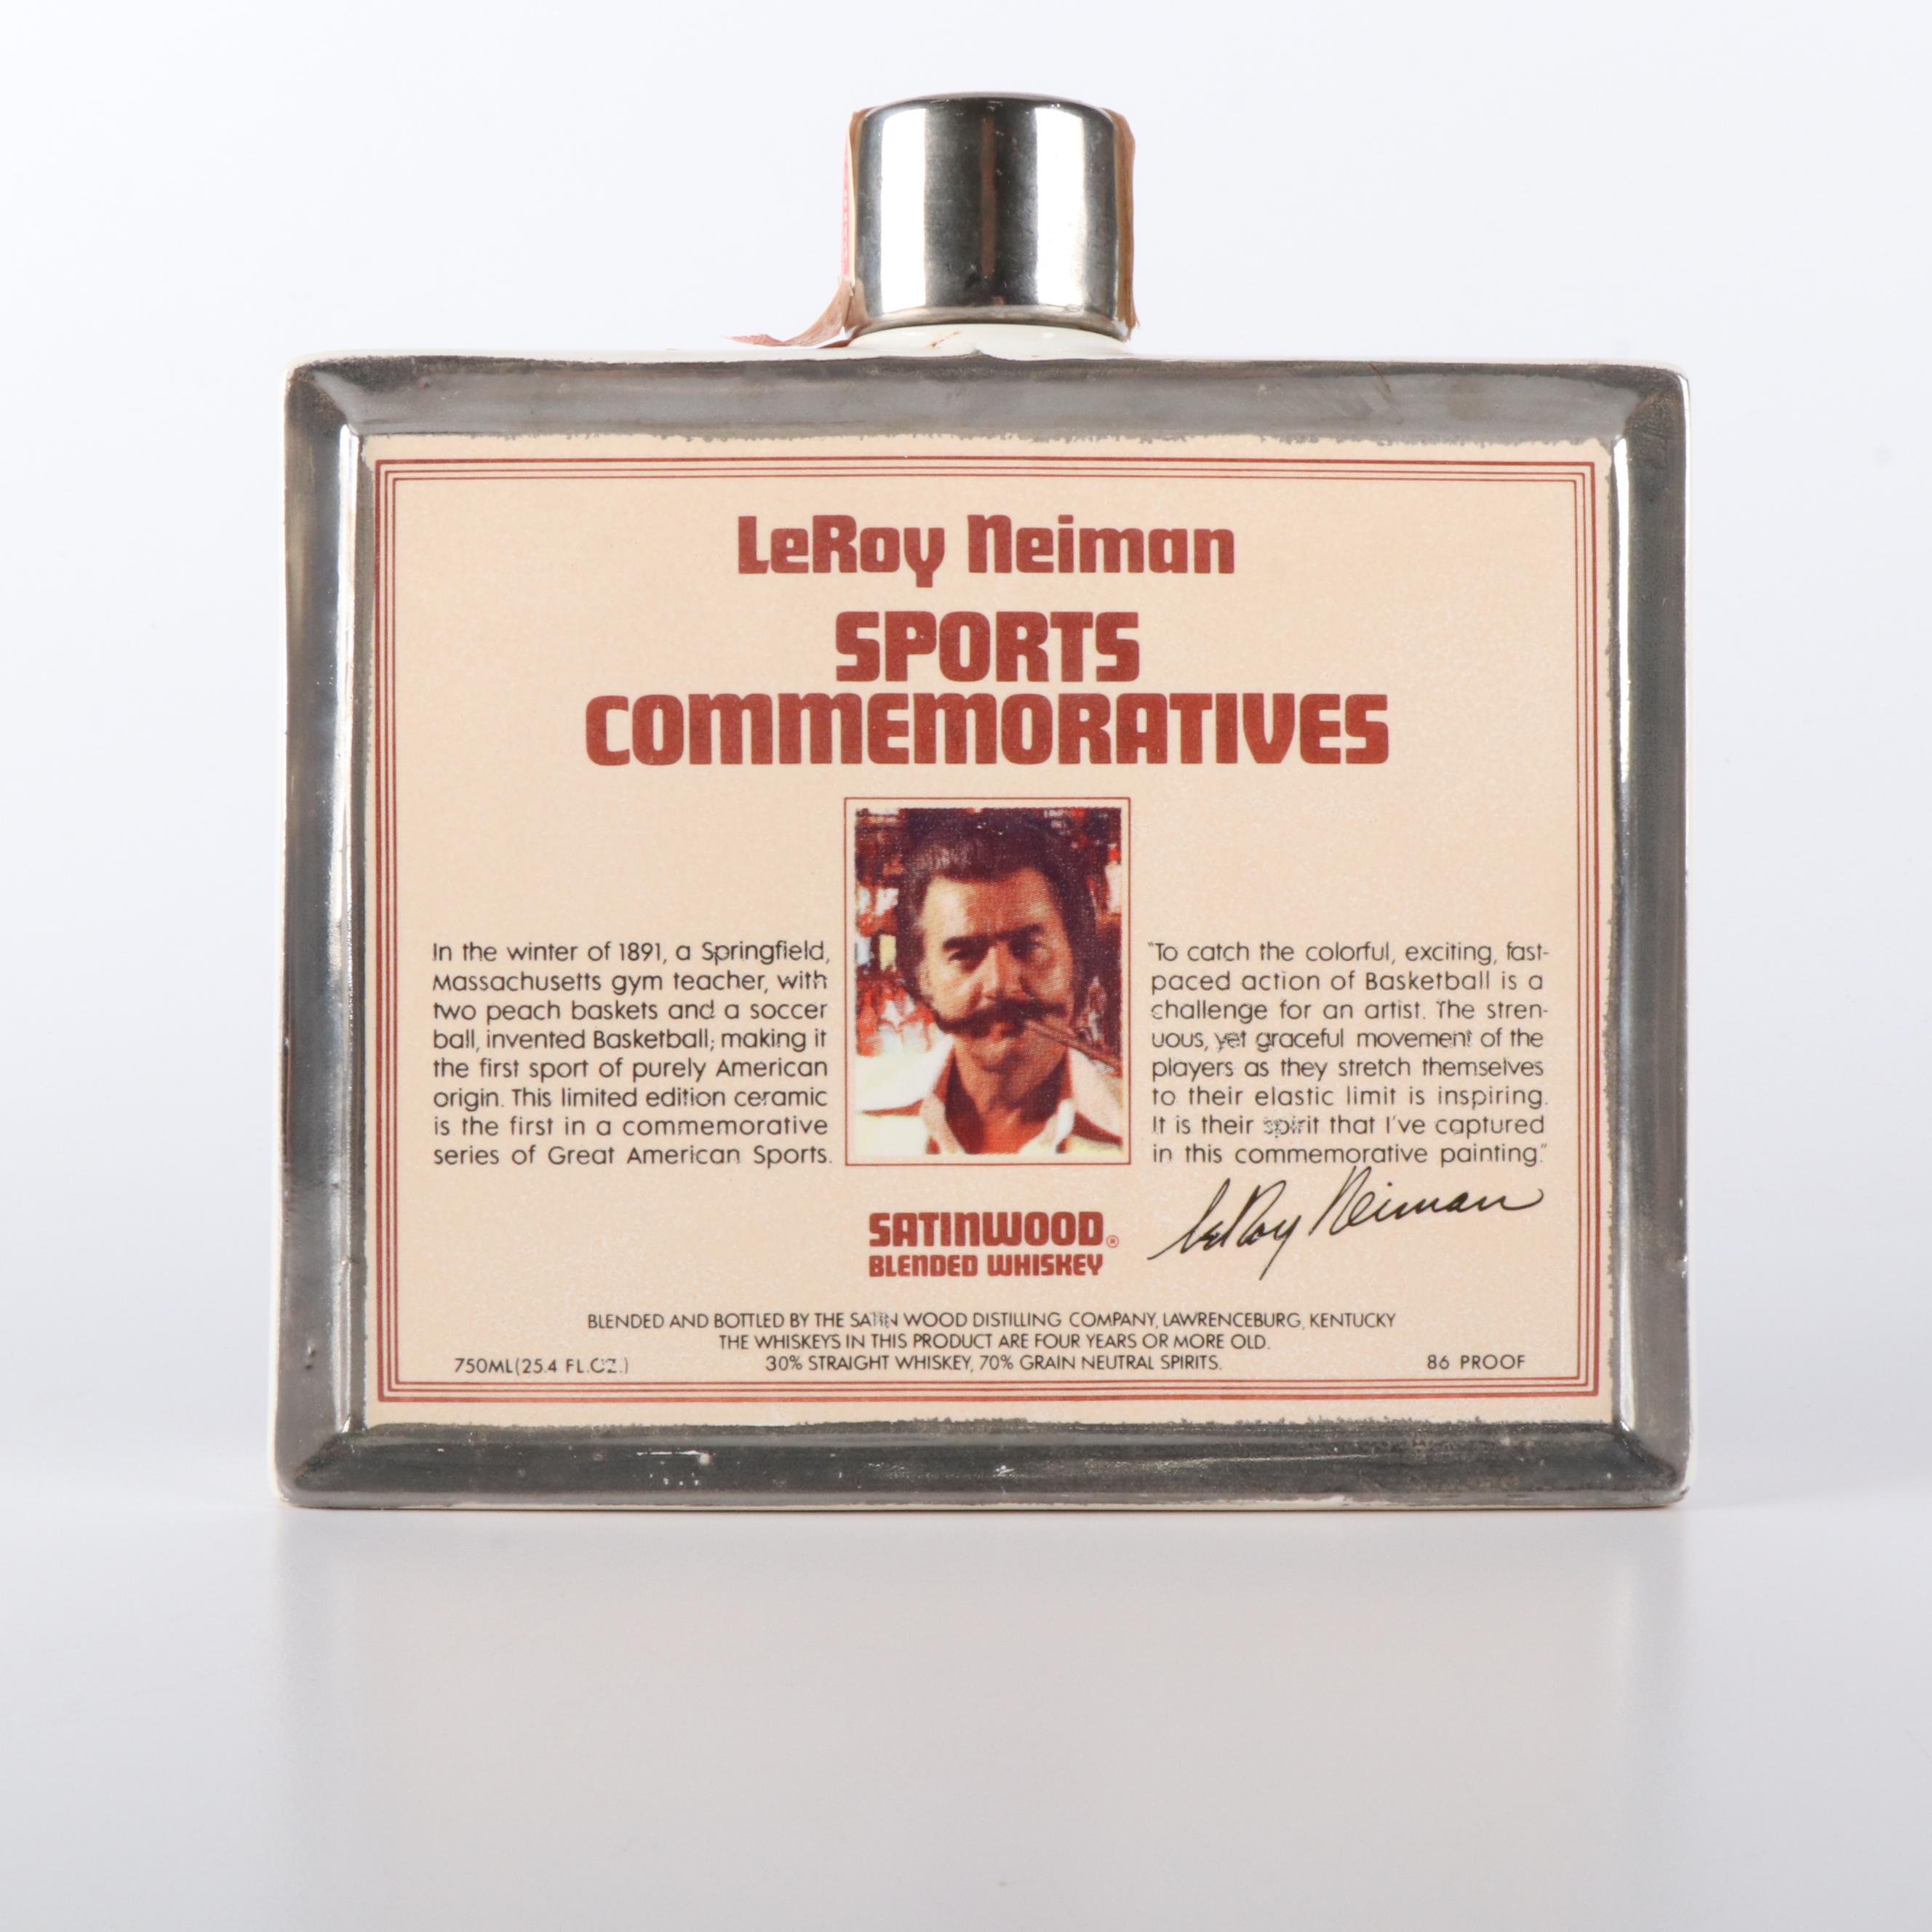 LeRoy Neiman
SPORTS
COMMEMORATIVES
In the winter of 1891, a Springfield,
Massachusetts gym teacher, with
two peach baskets and a soccer
ball, invented Basketball; making it
the first sport of purely American
origin. This limited edition ceramic
is the first in a commemorative
series of Great American Sports.
"To catch the colorful, exciting, fast-
paced action of Basketball is a
challenge for an artist. The stren-
uous, yet graceful movement of the
players as they stretch themselves
to their elastic limit is inspiring.
It is their spirit that I've captured
in this commemorative painting."
LeRoy Neiman
SATINWOOD®
BLENDED WHISKEY
BLENDED AND BOTTLED BY THE SATIN WOOD DISTILLING COMPANY, LAWRENCEBURG, KENTUCKY
THE WHISKEYS IN THIS PRODUCT ARE FOUR YEARS OR MORE OLD.
750ML(25.4 FL.OZ.) 30% STRAIGHT WHISKEY, 70% GRAIN NEUTRAL SPIRITS. 86 PROOF